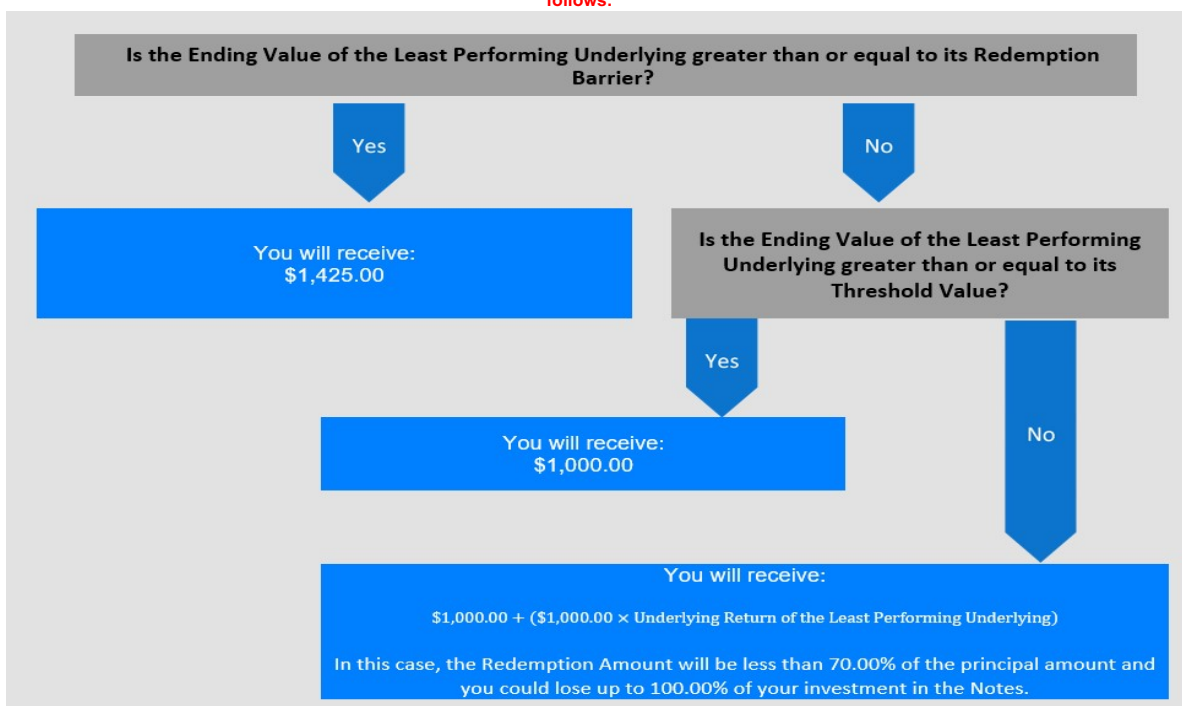 follows:
Is the Ending Value of the Least Performing Underlying greater than or equal to its Redemption
Barrier?
Yes
No
You will receive:
$1,425.00
Is the Ending Value of the Least Performing
Underlying greater than or equal to its
Threshold Value?
Yes
No
You will receive:
$1,000.00
You will receive:
$1,000.00 + ($1,000.00 × Underlying Return of the Least Performing Underlying)
In this case, the Redemption Amount will be less than 70.00% of the principal amount and
you could lose up to 100.00% of your investment in the Notes.